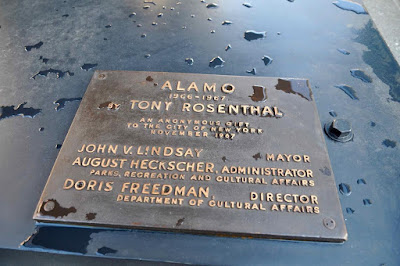 ALAMO
1966-1967
BY TONY ROSENTHAL
AN ANONYMOUS GIFT
TO THE CITY OF NEW YORK
NOVEMBER 1967
JOHN V. LINDSAY MAYOR
AUGUST HECKSCHER, ADMINISTRATOR
PARKS, RECREATION AND CULTURAL AFFAIRS
DORIS FREEDMAN DIRECTOR
DEPARTMENT OF CULTURAL AFFAIRS